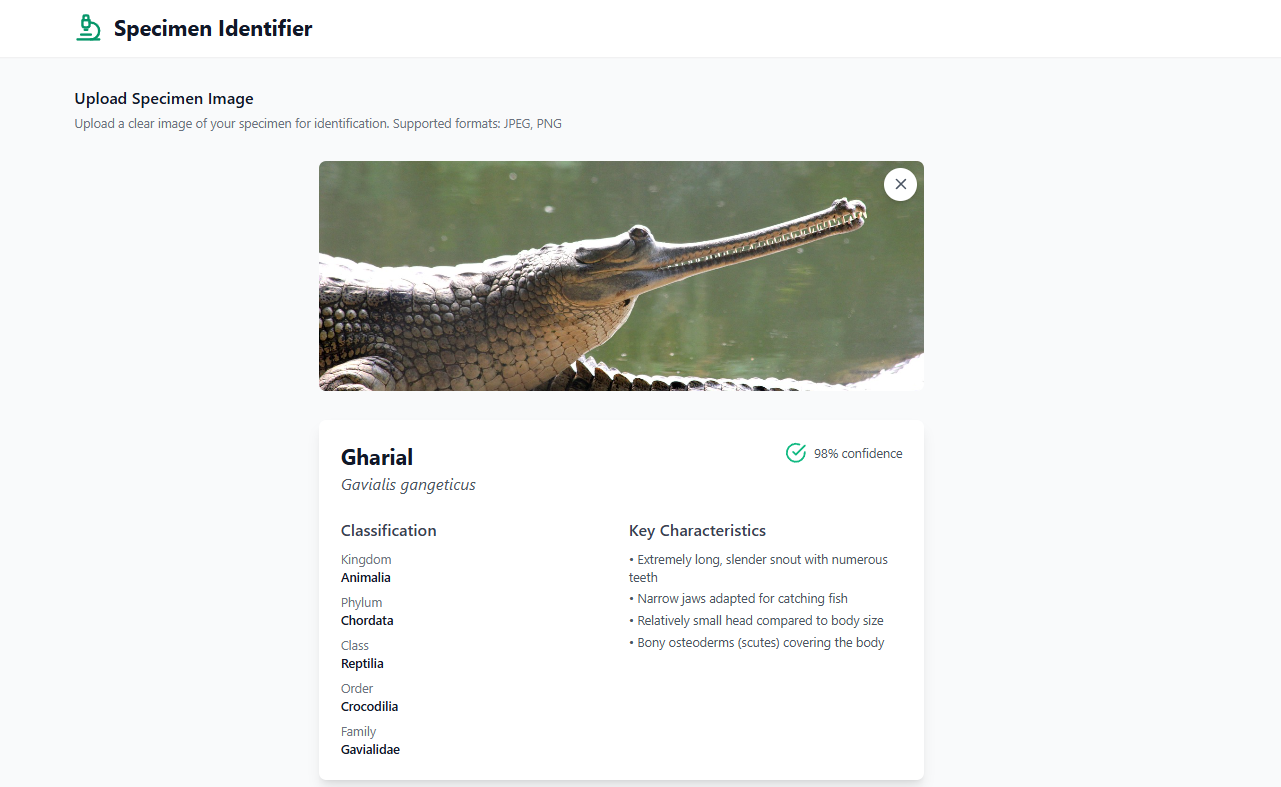 Specimen Identifier
Upload Specimen Image
Upload a clear image of your specimen for identification. Supported formats: JPEG, PNG
Gharial
98% confidence
Gavialis gangeticus
Classification
Kingdom
Animalia
Phylum
Chordata
Class
Reptilia
Order
Crocodilia
Family
Gavialidae
Key Characteristics
• Extremely long, slender snout with numerous
teeth
• Narrow jaws adapted for catching fish
• Relatively small head compared to body size
• Bony osteoderms (scutes) covering the body